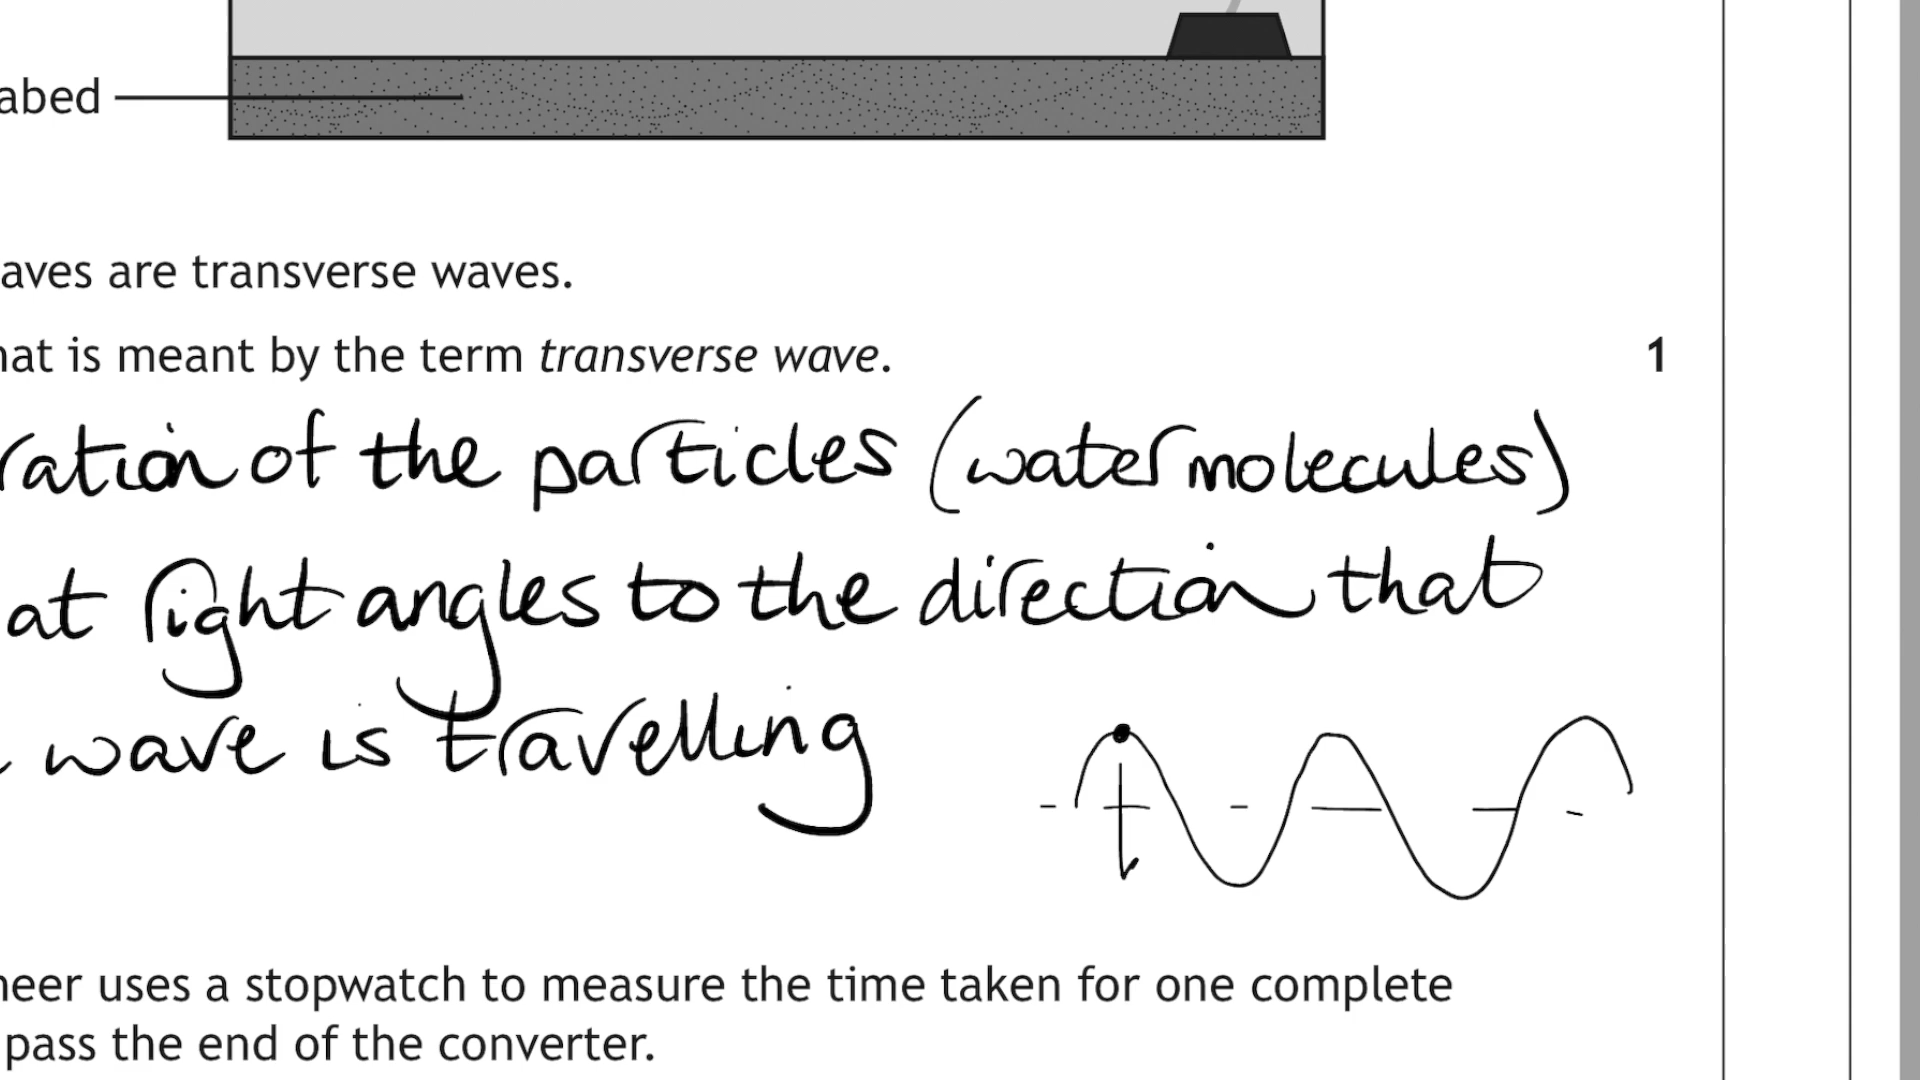 abed
aves are transverse waves.
hat is meant by the term transverse wave. 1
ration of the particles (water molecules)
at right angles to the direction that
wave is travelling
neer uses a stopwatch to measure the time taken for one complete
pass the end of the converter.